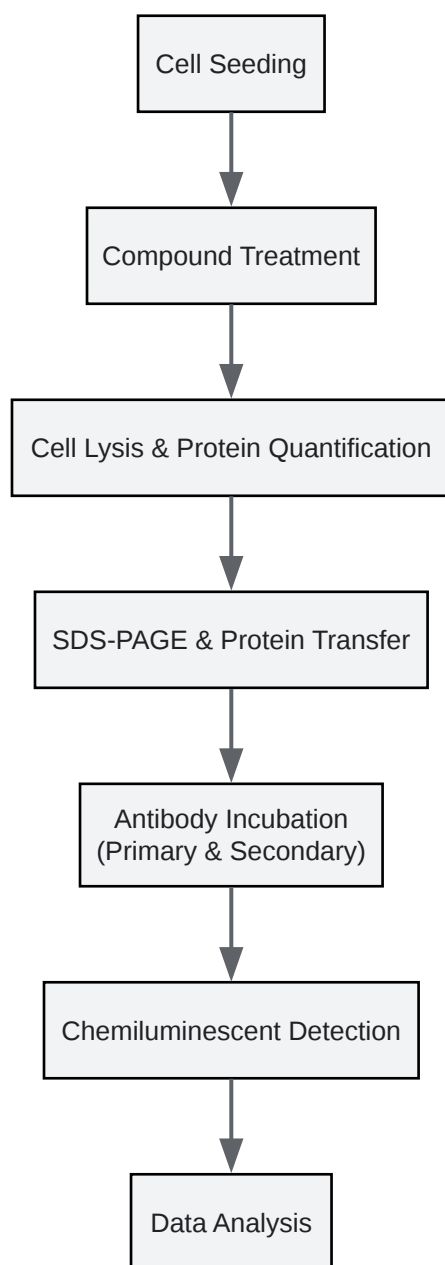 Cell Seeding
Compound Treatment
Cell Lysis & Protein Quantification
SDS-PAGE & Protein Transfer
Antibody Incubation
(Primary & Secondary)
Chemiluminescent Detection
Data Analysis